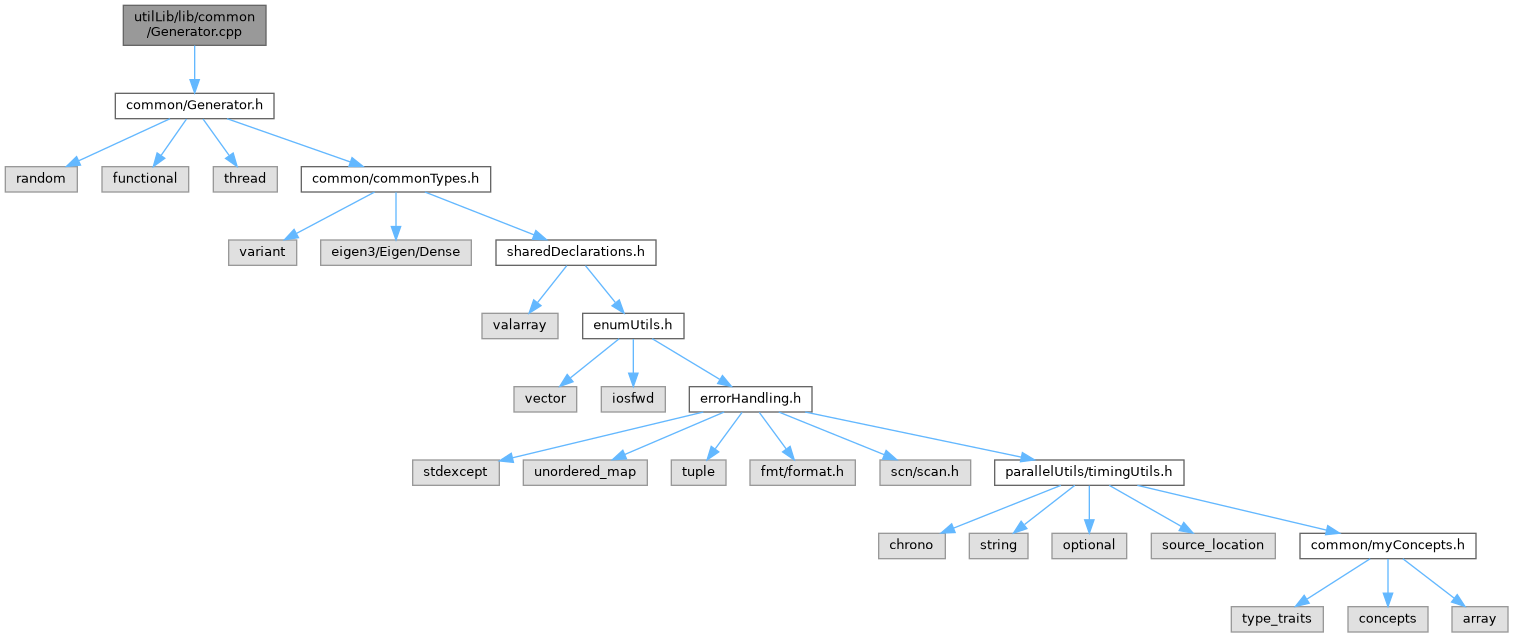 utilLib/lib/common
/Generator.cpp
common/Generator.h
random
functional
thread
common/commonTypes.h
variant
eigen3/Eigen/Dense
sharedDeclarations.h
valarray
enumUtils.h
vector
iosfwd
errorHandling.h
stdexcept
unordered_map
tuple
fmt/format.h
scn/scan.h
parallelUtils/timingUtils.h
chrono
string
optional
source_location
common/myConcepts.h
type_traits
concepts
array